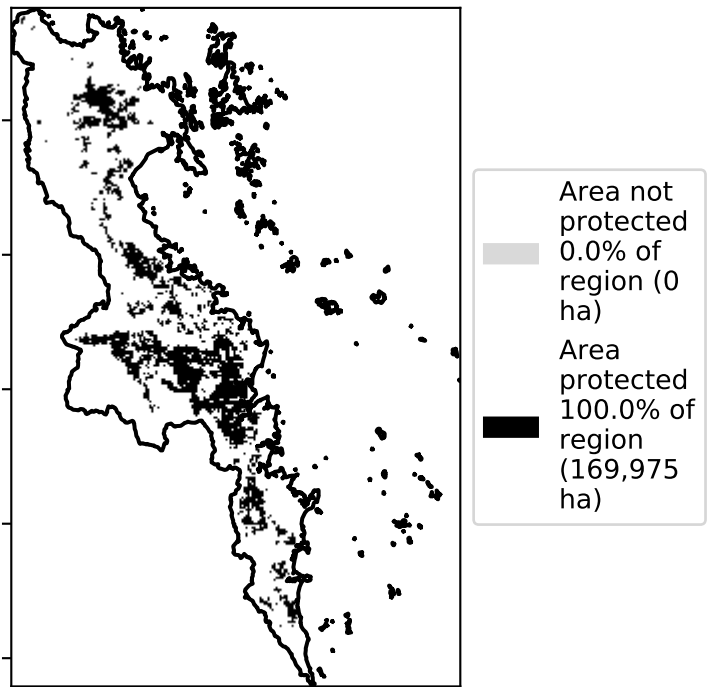 Area not
protected
0.0% of
region (0
ha)
Area
protected
100.0% of
region
(169,975
ha)